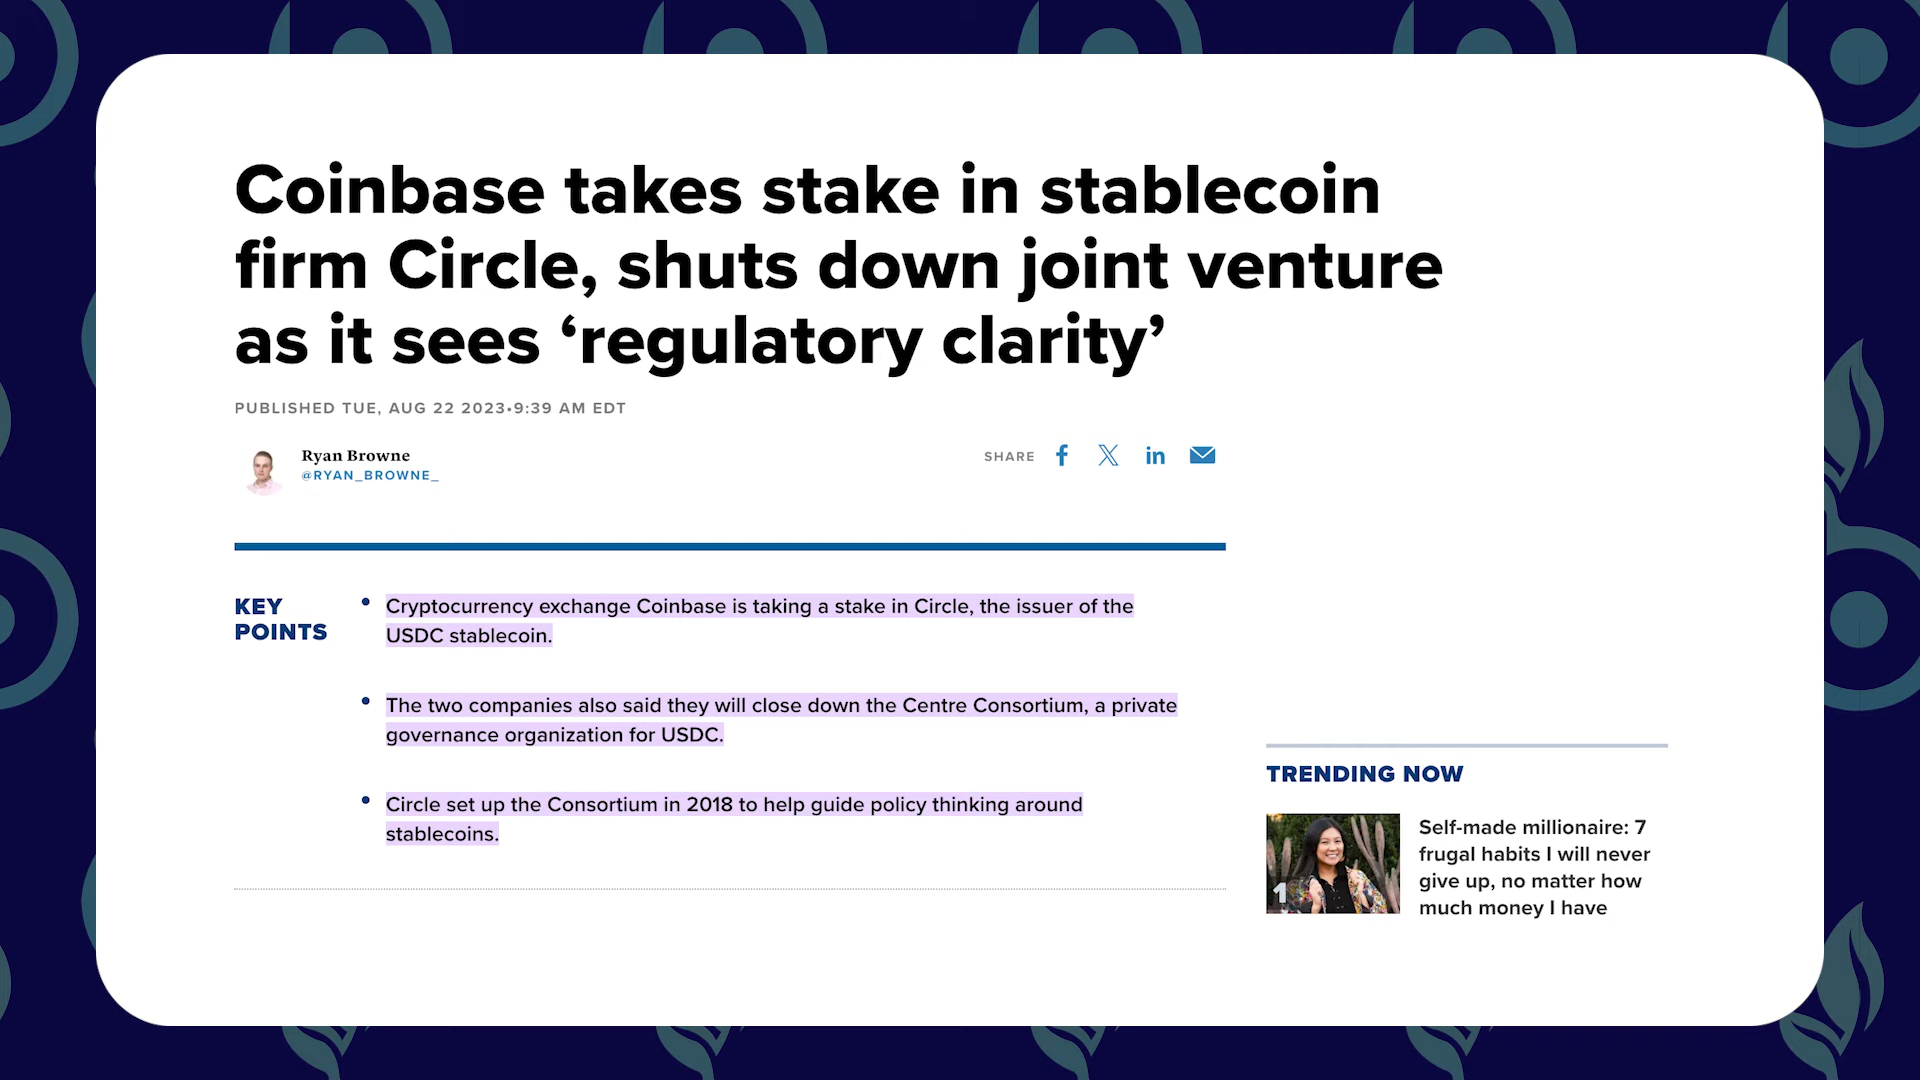 Coinbase takes stake in stablecoin
firm Circle, shuts down joint venture
as it sees ‘regulatory clarity’
PUBLISHED TUE, AUG 22 2023•9:39 AM EDT
Ryan Browne
@RYAN_BROWNE_
SHARE
KEY
POINTS
• Cryptocurrency exchange Coinbase is taking a stake in Circle, the issuer of the
USDC stablecoin.
• The two companies also said they will close down the Centre Consortium, a private
governance organization for USDC.
• Circle set up the Consortium in 2018 to help guide policy thinking around
stablecoins.
TRENDING NOW
1
Self-made millionaire: 7
frugal habits I will never
give up, no matter how
much money I have